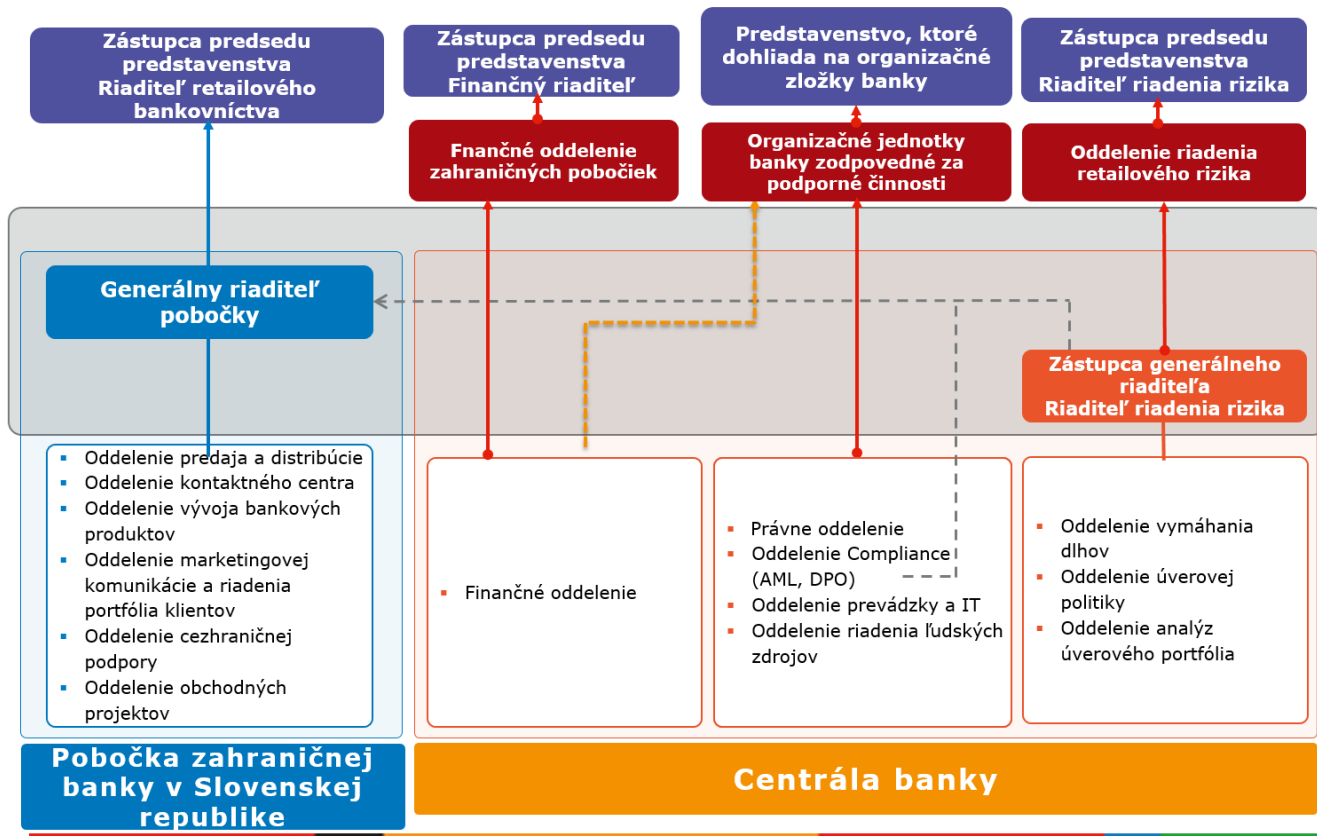 Zástupca predsedu
predstavenstva
Riaditeľ retailového
bankovníctva
Zástupca predsedu
predstavenstva
Finančný riaditeľ
Predstavenstvo, ktoré
dohliada na organizačné
zložky banky
Zástupca predsedu
predstavenstva
Riaditeľ riadenia rizika
Fnančné oddelenie
zahraničných pobočiek
Organizačné jednotky
banky zodpovedné za
podporné činnosti
Oddelenie riadenia
retailového rizika
Generálny riaditeľ
pobočky
Zástupca generálneho
riaditeľa
Riaditeľ riadenia rizika
▪ Oddelenie predaja a distribúcie
▪ Oddelenie kontaktného centra
▪ Oddelenie vývoja bankových
produktov
▪ Oddelenie marketingovej
komunikácie a riadenia
portfólia klientov
▪ Oddelenie cezhraničnej
podpory
▪ Oddelenie obchodných
projektov
▪ Finančné oddelenie
▪ Právne oddelenie
▪ Oddelenie Compliance
(AML, DPO)
▪ Oddelenie prevádzky a IT
▪ Oddelenie riadenia ľudských
zdrojov
▪ Oddelenie vymáhania
dlhov
▪ Oddelenie úverovej
politiky
▪ Oddelenie analýz
úverového portfólia
Pobočka zahraničnej
banky v Slovenskej
republike
Centrála banky